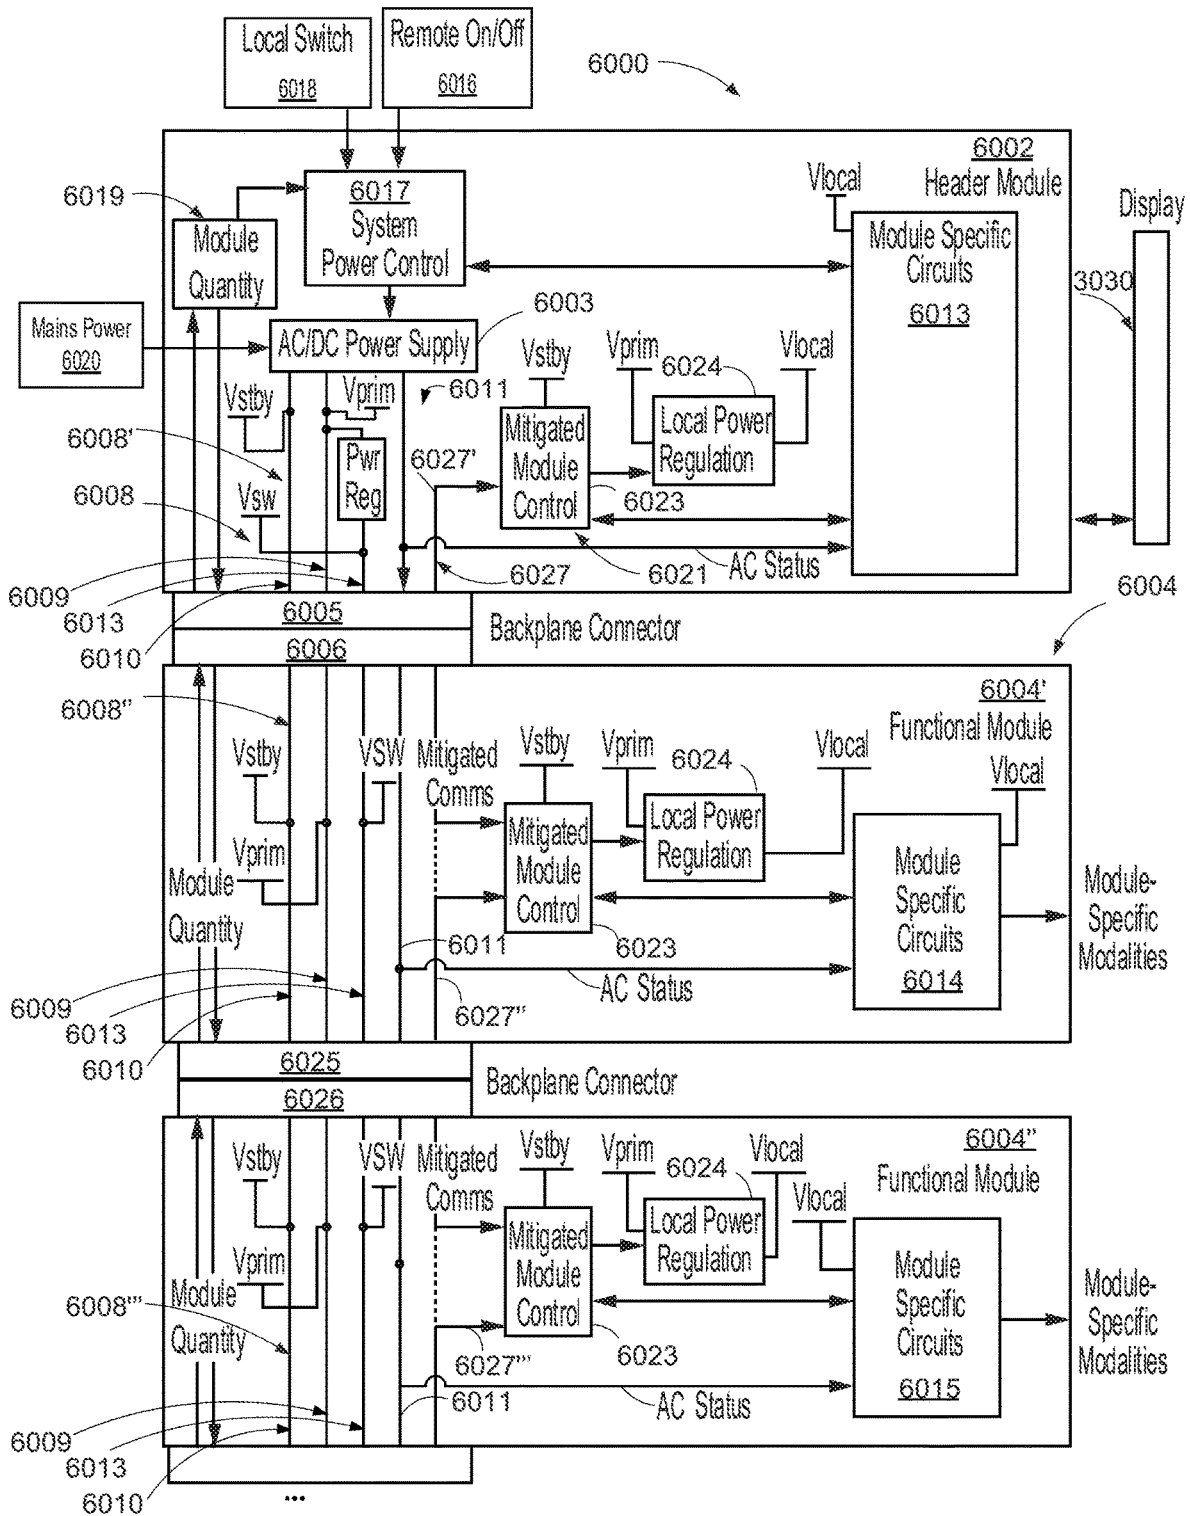 Local Switch
6018
Remote On/Off
6016
6000
6002
Header Module
6019
6017
System
Power Control
Module
Quantity
Vlocal
Module Specific
Circuits
6013
Display
3030
Mains Power
6020
AC/DC Power Supply
6003
Vstby
Vprim
6011
Vstby
Vprim
6024
Vlocal
Mitigated
Module
Control
Local Power
Regulation
6008'
Pwr
Reg
6027'
6023
6008
Vsw
6027
6021
AC Status
6009
6013
6010
6004
6005
6006
Backplane Connector
6008''
6004'
Functional Module
Vstby
VSW
Mitigated
Comms
Vstby
Vprim
6024
Vlocal
Vlocal
Mitigated
Module
Control
Local Power
Regulation
Vprim
Module
Quantity
Module
Specific
Circuits
6014
Module-
Specific
Modalities
6011
6023
AC Status
6009
6013
6010
6027''
6025
6026
Backplane Connector
6004''
Functional Module
Vstby
VSW
Mitigated
Comms
Vstby
Vprim
6024
Vlocal
Vlocal
Mitigated
Module
Control
Local Power
Regulation
Vprim
6008'''
Module
Quantity
Module
Specific
Circuits
6015
Module-
Specific
Modalities
6027'''
6023
6011
AC Status
6009
6013
6010
...